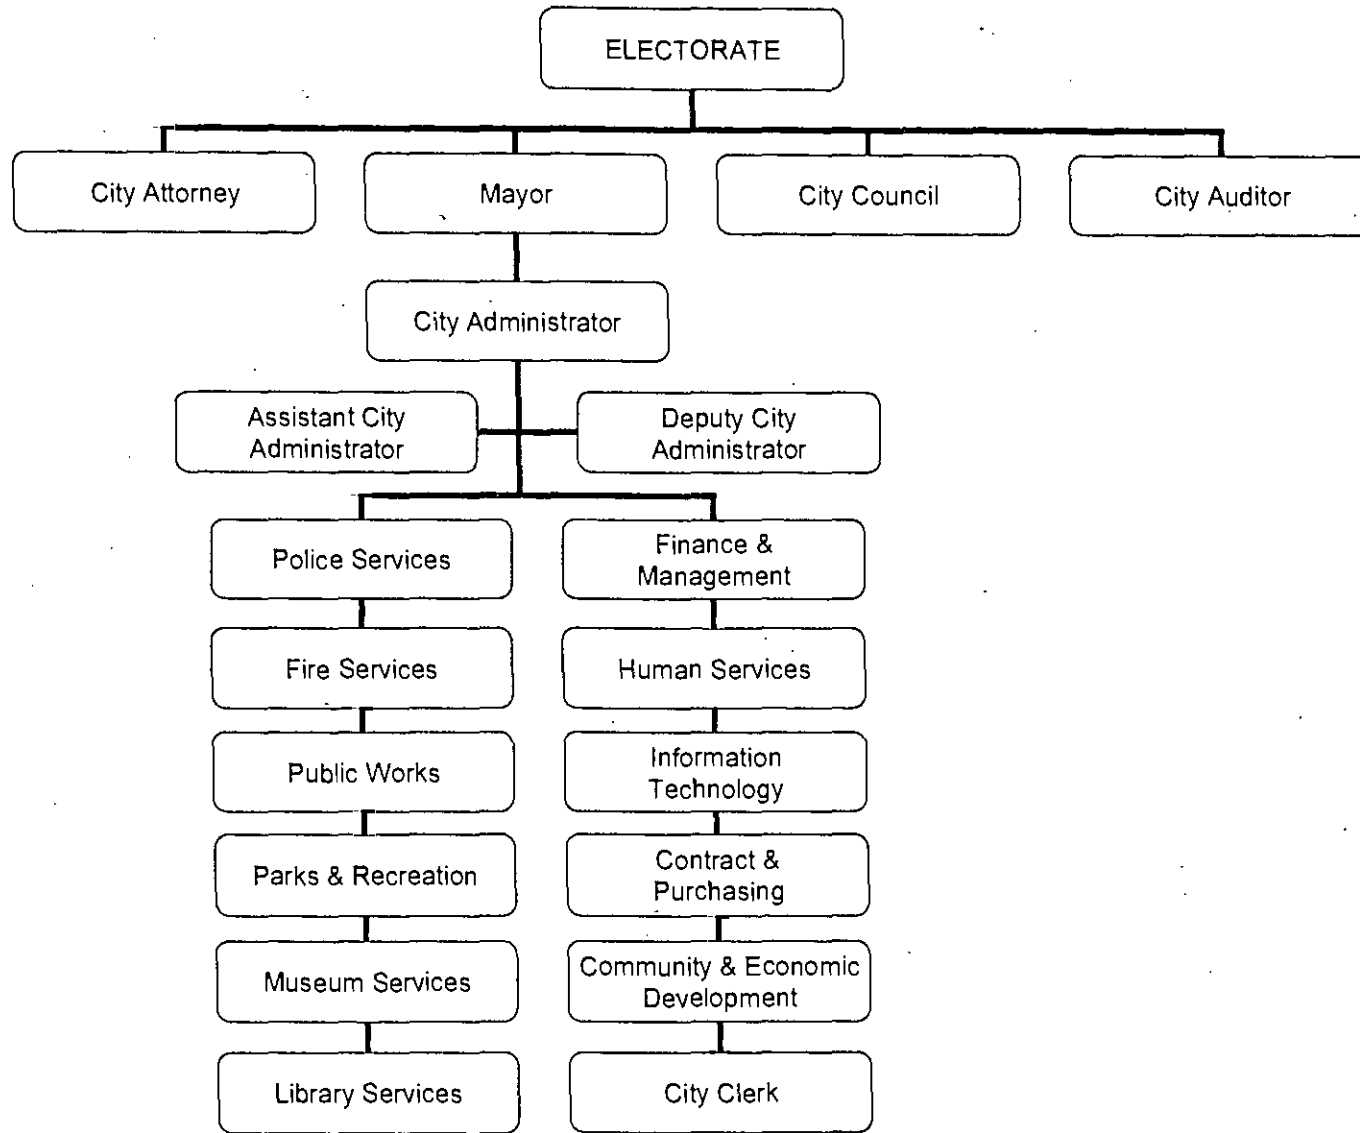 ELECTORATE
City Attorney
Mayor
City Council
City Auditor
City Administrator
Assistant City
Administrator
Deputy City
Administrator
Police Services
Finance &
Management
Fire Services
Human Services
Public Works
Information
Technology
Parks & Recreation
Contract &
Purchasing
Museum Services
Community & Economic
Development
Library Services
City Clerk